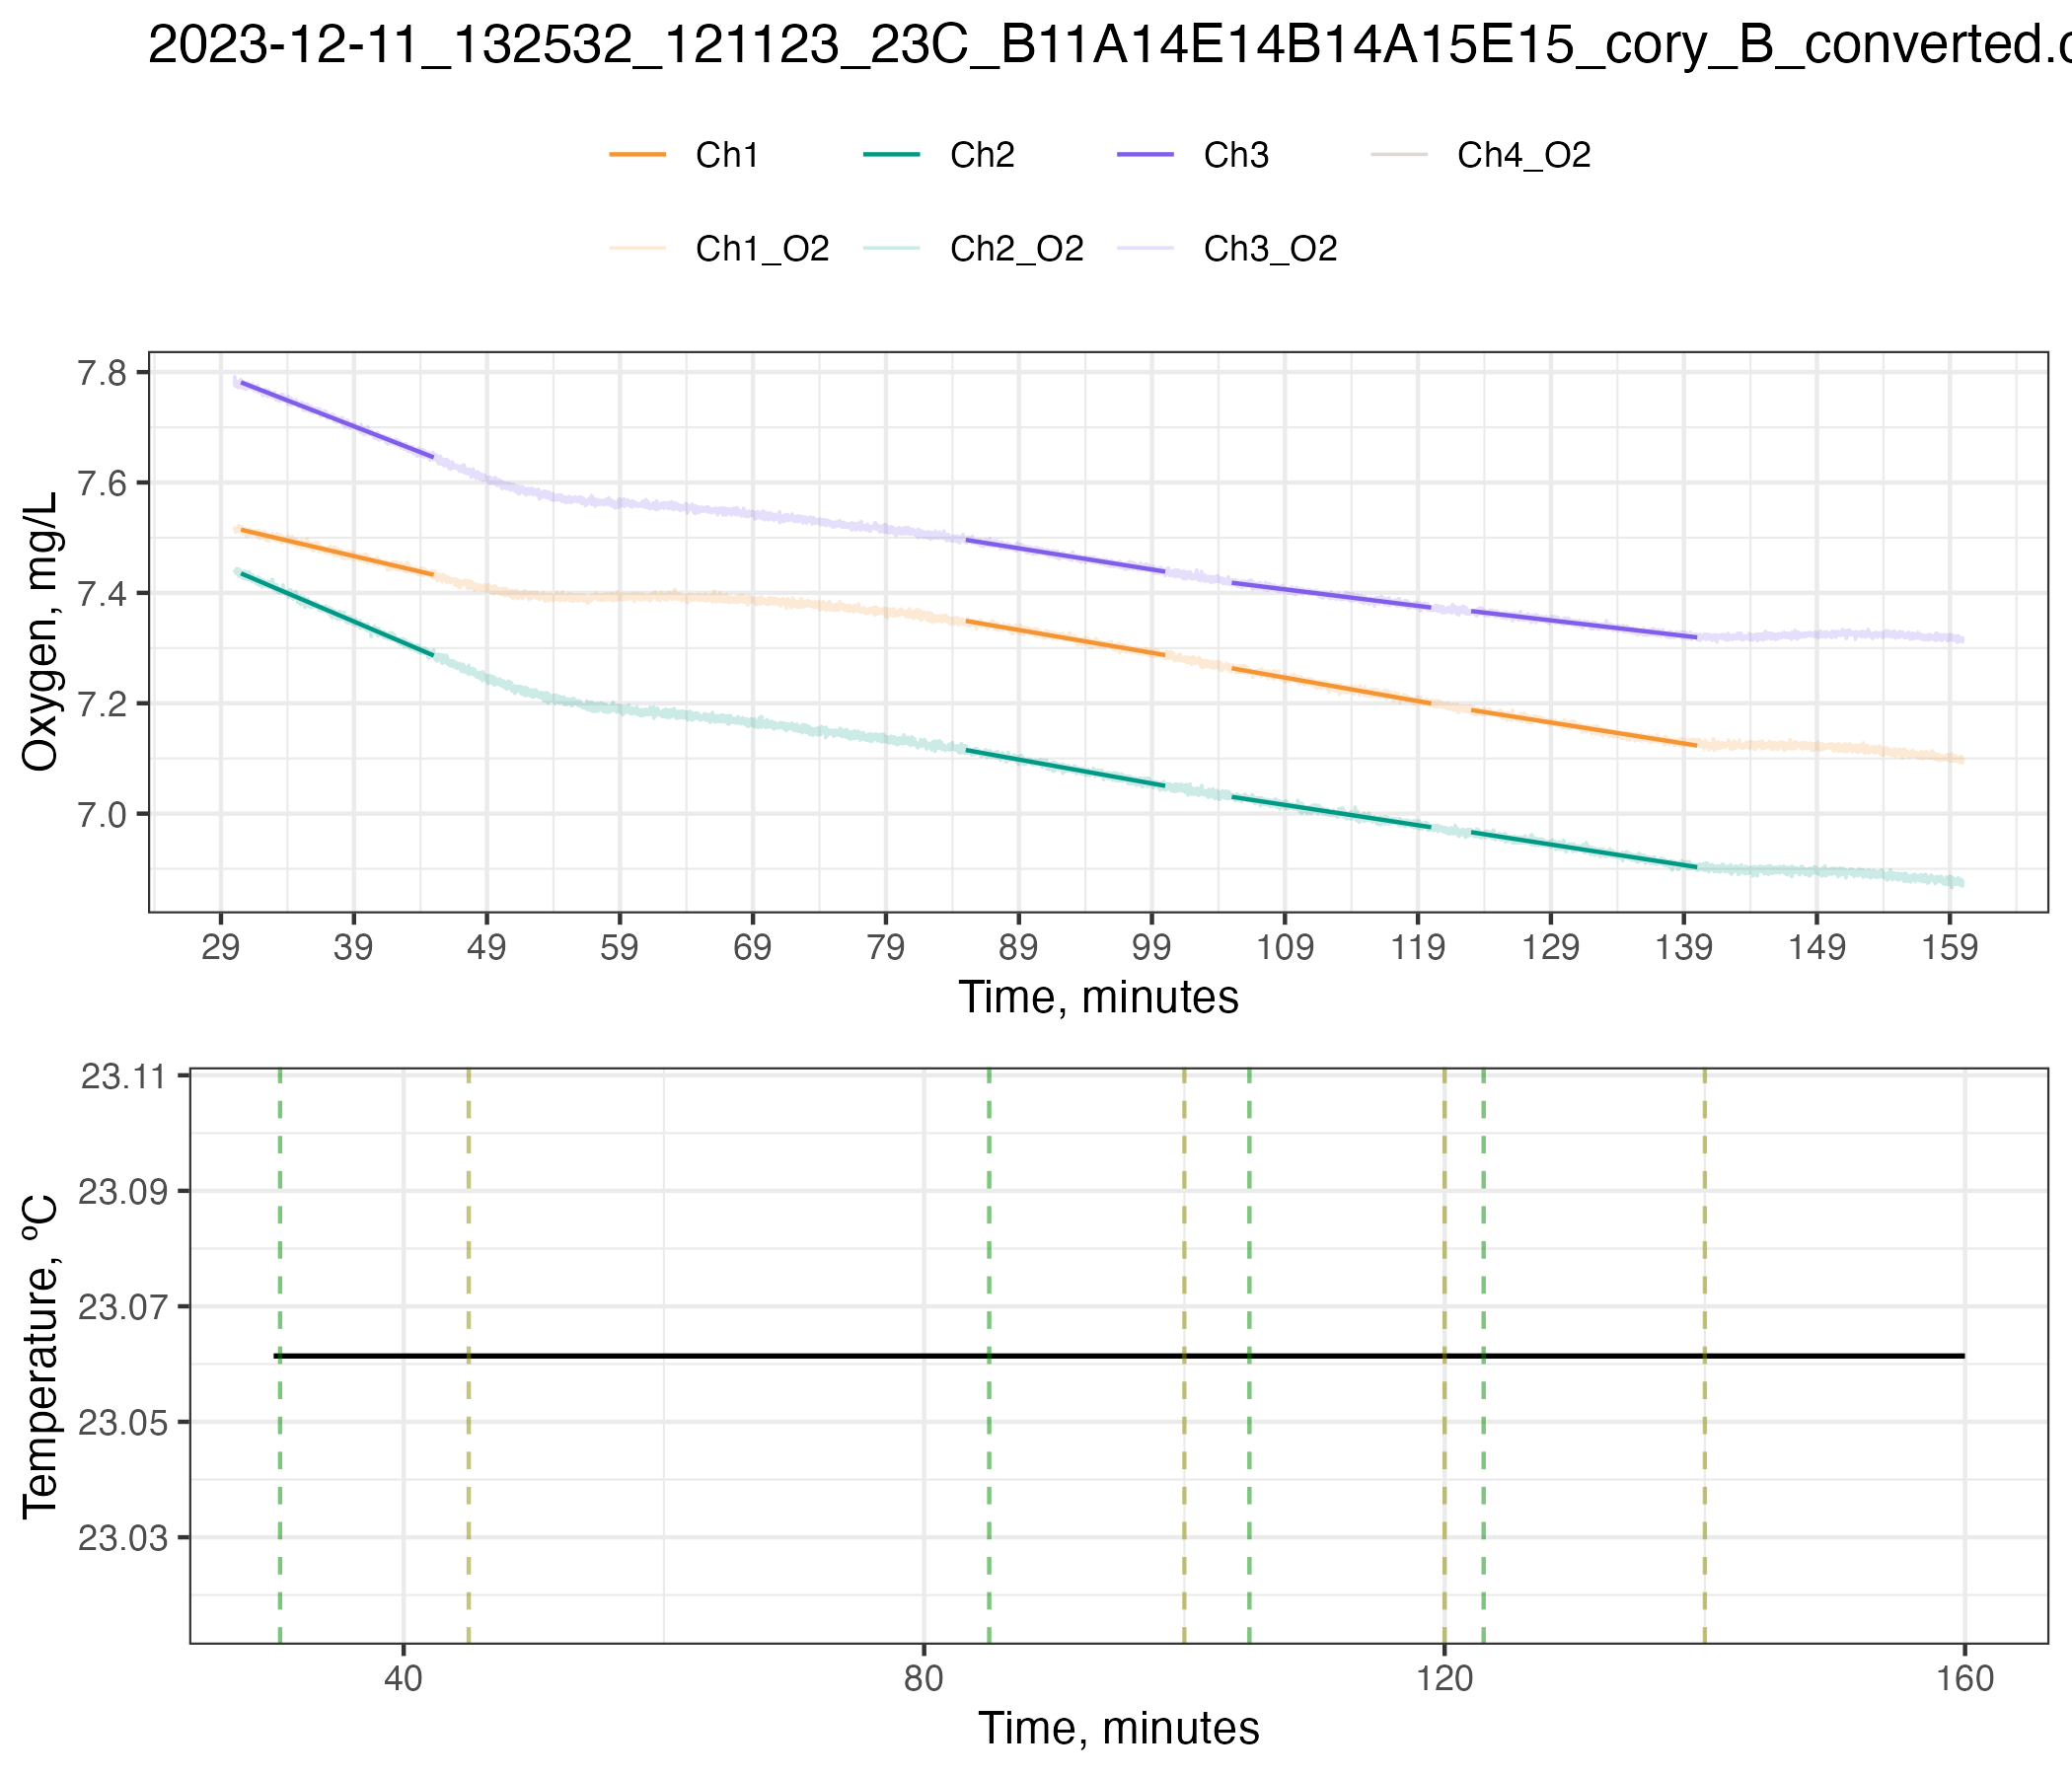 2023-12-11_132532_121123_23C_B11A14E14B14A15E15_cory_B_converted.c
Ch1 Ch2 Ch3 Ch4_O2
Ch1_O2 Ch2_O2 Ch3_O2
Oxygen, mg/L
7.8
7.6
7.4
7.2
7.0
29 39 49 59 69 79 89 99 109 119 129 139 149 159
Time, minutes
Temperature, ºC
23.11
23.09
23.07
23.05
23.03
40 80 120 160
Time, minutes